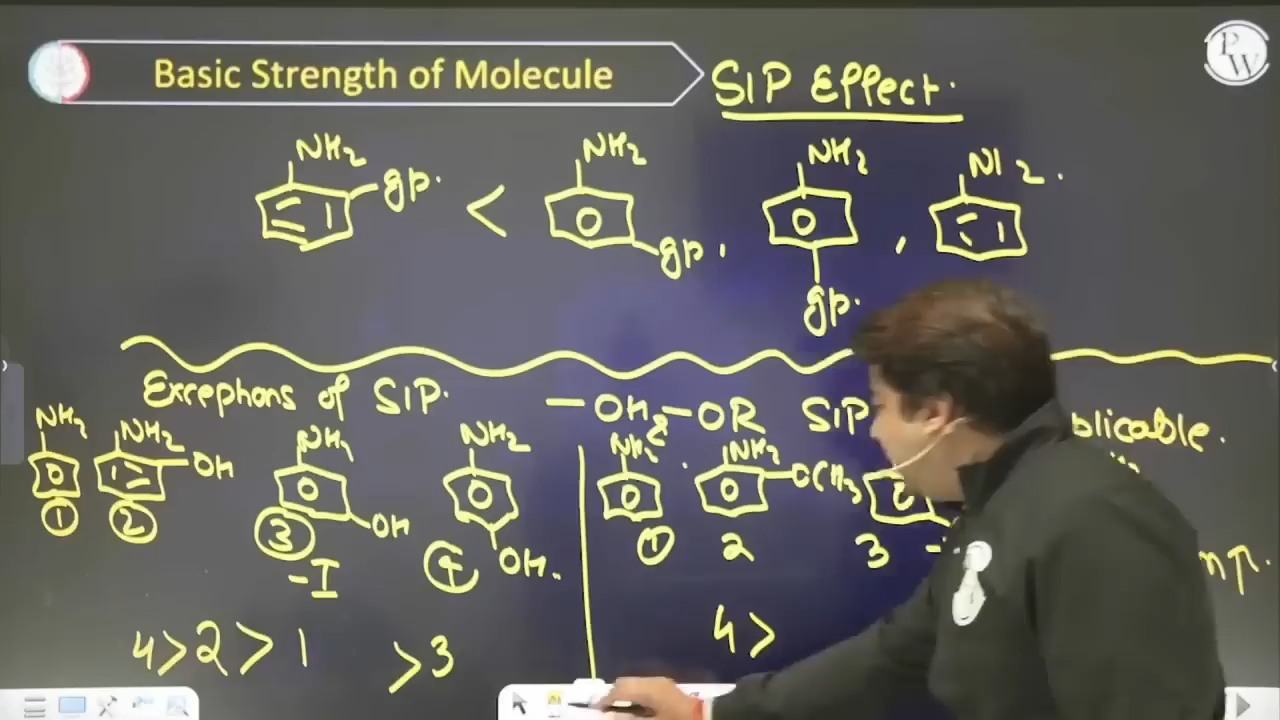 Basic Strength of Molecule
SIP Effect.
PW
NH2 gp. < NH2 gp. , NH2 gp. , NH2 .
Exceptions of SIP. — OH & — OR SIP plicable.
NH2 ① NH2 OH ② NH2 OH ③ -I NH2 OH. ④
NH2 ① NH2 OCH3 2 3
4 > 2 > 1 > 3
4 >